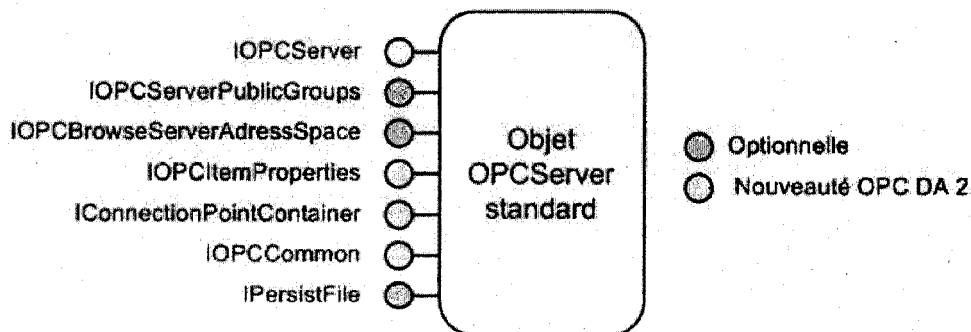 IOPCServer
IOPCServerPublicGroups
IOPCBrowseServerAdressSpace
IOPCItemProperties
IConnectionPointContainer
IOPCCommon
IPersistFile
Objet
OPCServer
standard
Optionnelle
Nouveauté OPC DA 2